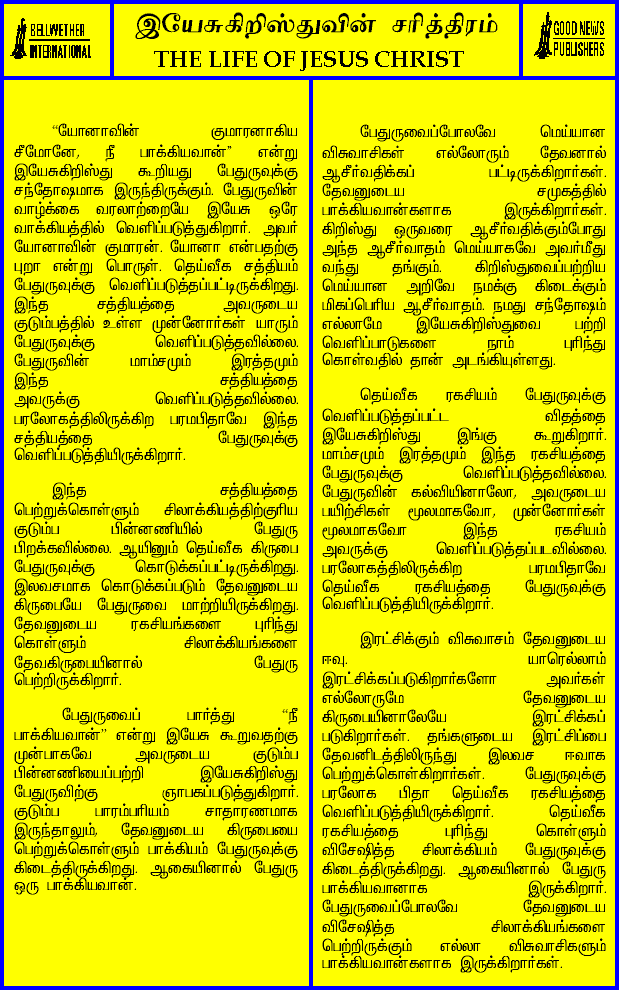 BELLWETHER
INTERNATIONAL
இயேசுகிறிஸ்துவின் சரித்திரம்
THE LIFE OF JESUS CHRIST
GOOD NEWS
PUBLISHERS
“யோனாவின் குமாரனாகிய
சீமோனே, நீ பாக்கியவான்” என்று
இயேசுகிறிஸ்து கூறியது பேதுருவுக்கு
சந்தோஷமாக இருந்திருக்கும். பேதுருவின்
வாழ்க்கை வரலாற்றையே இயேசு ஒரே
வாக்கியத்தில் வெளிப்படுத்துகிறார். அவர்
யோனாவின் குமாரன். யோனா என்பதற்கு
புறா என்று பொருள். தெய்வீக சத்தியம்
பேதுருவுக்கு வெளிப்படுத்தப்பட்டிருக்கிறது.
இந்த சத்தியத்தை அவருடைய
குடும்பத்தில் உள்ள முன்னோர்கள் யாரும்
பேதுருவுக்கு வெளிப்படுத்தவில்லை.
பேதுருவின் மாம்சமும் இரத்தமும்
இந்த சத்தியத்தை
அவருக்கு வெளிப்படுத்தவில்லை.
பரலோகத்திலிருக்கிற பரமபிதாவே இந்த
சத்தியத்தை பேதுருவுக்கு
வெளிப்படுத்தியிருக்கிறார்.
இந்த சத்தியத்தை
பெற்றுக்கொள்ளும் சிலாக்கியத்திற்குரிய
குடும்ப பின்னணியில் பேதுரு
பிறக்கவில்லை. ஆயினும் தெய்வீக கிருபை
பேதுருவுக்கு கொடுக்கப்பட்டிருக்கிறது.
இலவசமாக கொடுக்கப்படும் தேவனுடைய
கிருபையே பேதுருவை மாற்றியிருக்கிறது.
தேவனுடைய ரகசியங்களை புரிந்து
கொள்ளும் சிலாக்கியங்களை
தேவகிருபையினால் பேதுரு
பெற்றிருக்கிறார்.
பேதுருவைப் பார்த்து “நீ
பாக்கியவான்” என்று இயேசு கூறுவதற்கு
முன்பாகவே அவருடைய குடும்ப
பின்னணியைப்பற்றி இயேசுகிறிஸ்து
பேதுருவிற்கு ஞாபகப்படுத்துகிறார்.
குடும்ப பாரம்பரியம் சாதாரணமாக
இருந்தாலும், தேவனுடைய கிருபையை
பெற்றுக்கொள்ளும் பாக்கியம் பேதுருவுக்கு
கிடைத்திருக்கிறது. ஆகையினால் பேதுரு
ஒரு பாக்கியவான்.
பேதுருவைப்போலவே மெய்யான
விசுவாசிகள் எல்லோரும் தேவனால்
ஆசீர்வதிக்கப் பட்டிருக்கிறார்கள்.
தேவனுடைய சமுகத்தில்
பாக்கியவான்களாக இருக்கிறார்கள்.
கிறிஸ்து ஒருவரை ஆசீர்வதிக்கும்போது
அந்த ஆசீர்வாதம் மெய்யாகவே அவர்மீது
வந்து தங்கும். கிறிஸ்துவைப்பற்றிய
மெய்யான அறிவே நமக்கு கிடைக்கும்
மிகப்பெரிய ஆசீர்வாதம். நமது சந்தோஷம்
எல்லாமே இயேசுகிறிஸ்துவை பற்றி
வெளிப்பாடுகளை நாம் புரிந்து
கொள்வதில் தான் அடங்கியுள்ளது.
தெய்வீக ரகசியம் பேதுருவுக்கு
வெளிப்படுத்தப்பட்ட விதத்தை
இயேசுகிறிஸ்து இங்கு கூறுகிறார்.
மாம்சமும் இரத்தமும் இந்த ரகசியத்தை
பேதுருவுக்கு வெளிப்படுத்தவில்லை.
பேதுருவின் கல்வியினாலோ, அவருடைய
பயிற்சிகள் மூலமாகவோ, முன்னோர்கள்
மூலமாகவோ இந்த ரகசியம்
அவருக்கு வெளிப்படுத்தப்படவில்லை.
பரலோகத்திலிருக்கிற பரமபிதாவே
தெய்வீக ரகசியத்தை பேதுருவுக்கு
வெளிப்படுத்தியிருக்கிறார்.
இரட்சிக்கும் விசுவாசம் தேவனுடைய
ஈவு. யாரெல்லாம்
இரட்சிக்கப்படுகிறார்களோ அவர்கள்
எல்லோருமே தேவனுடைய
கிருபையினாலேயே இரட்சிக்கப்
படுகிறார்கள். தங்களுடைய இரட்சிப்பை
தேவனிடத்திலிருந்து இலவச ஈவாக
பெற்றுக்கொள்கிறார்கள். பேதுருவுக்கு
பரலோக பிதா தெய்வீக ரகசியத்தை
வெளிப்படுத்தியிருக்கிறார். தெய்வீக
ரகசியத்தை புரிந்து கொள்ளும்
விசேஷித்த சிலாக்கியம் பேதுருவுக்கு
கிடைத்திருக்கிறது. ஆகையினால் பேதுரு
பாக்கியவானாக இருக்கிறார்.
பேதுருவைப்போலவே தேவனுடைய
விசேஷித்த சிலாக்கியங்களை
பெற்றிருக்கும் எல்லா விசுவாசிகளும்
பாக்கியவான்களாக இருக்கிறார்கள்.